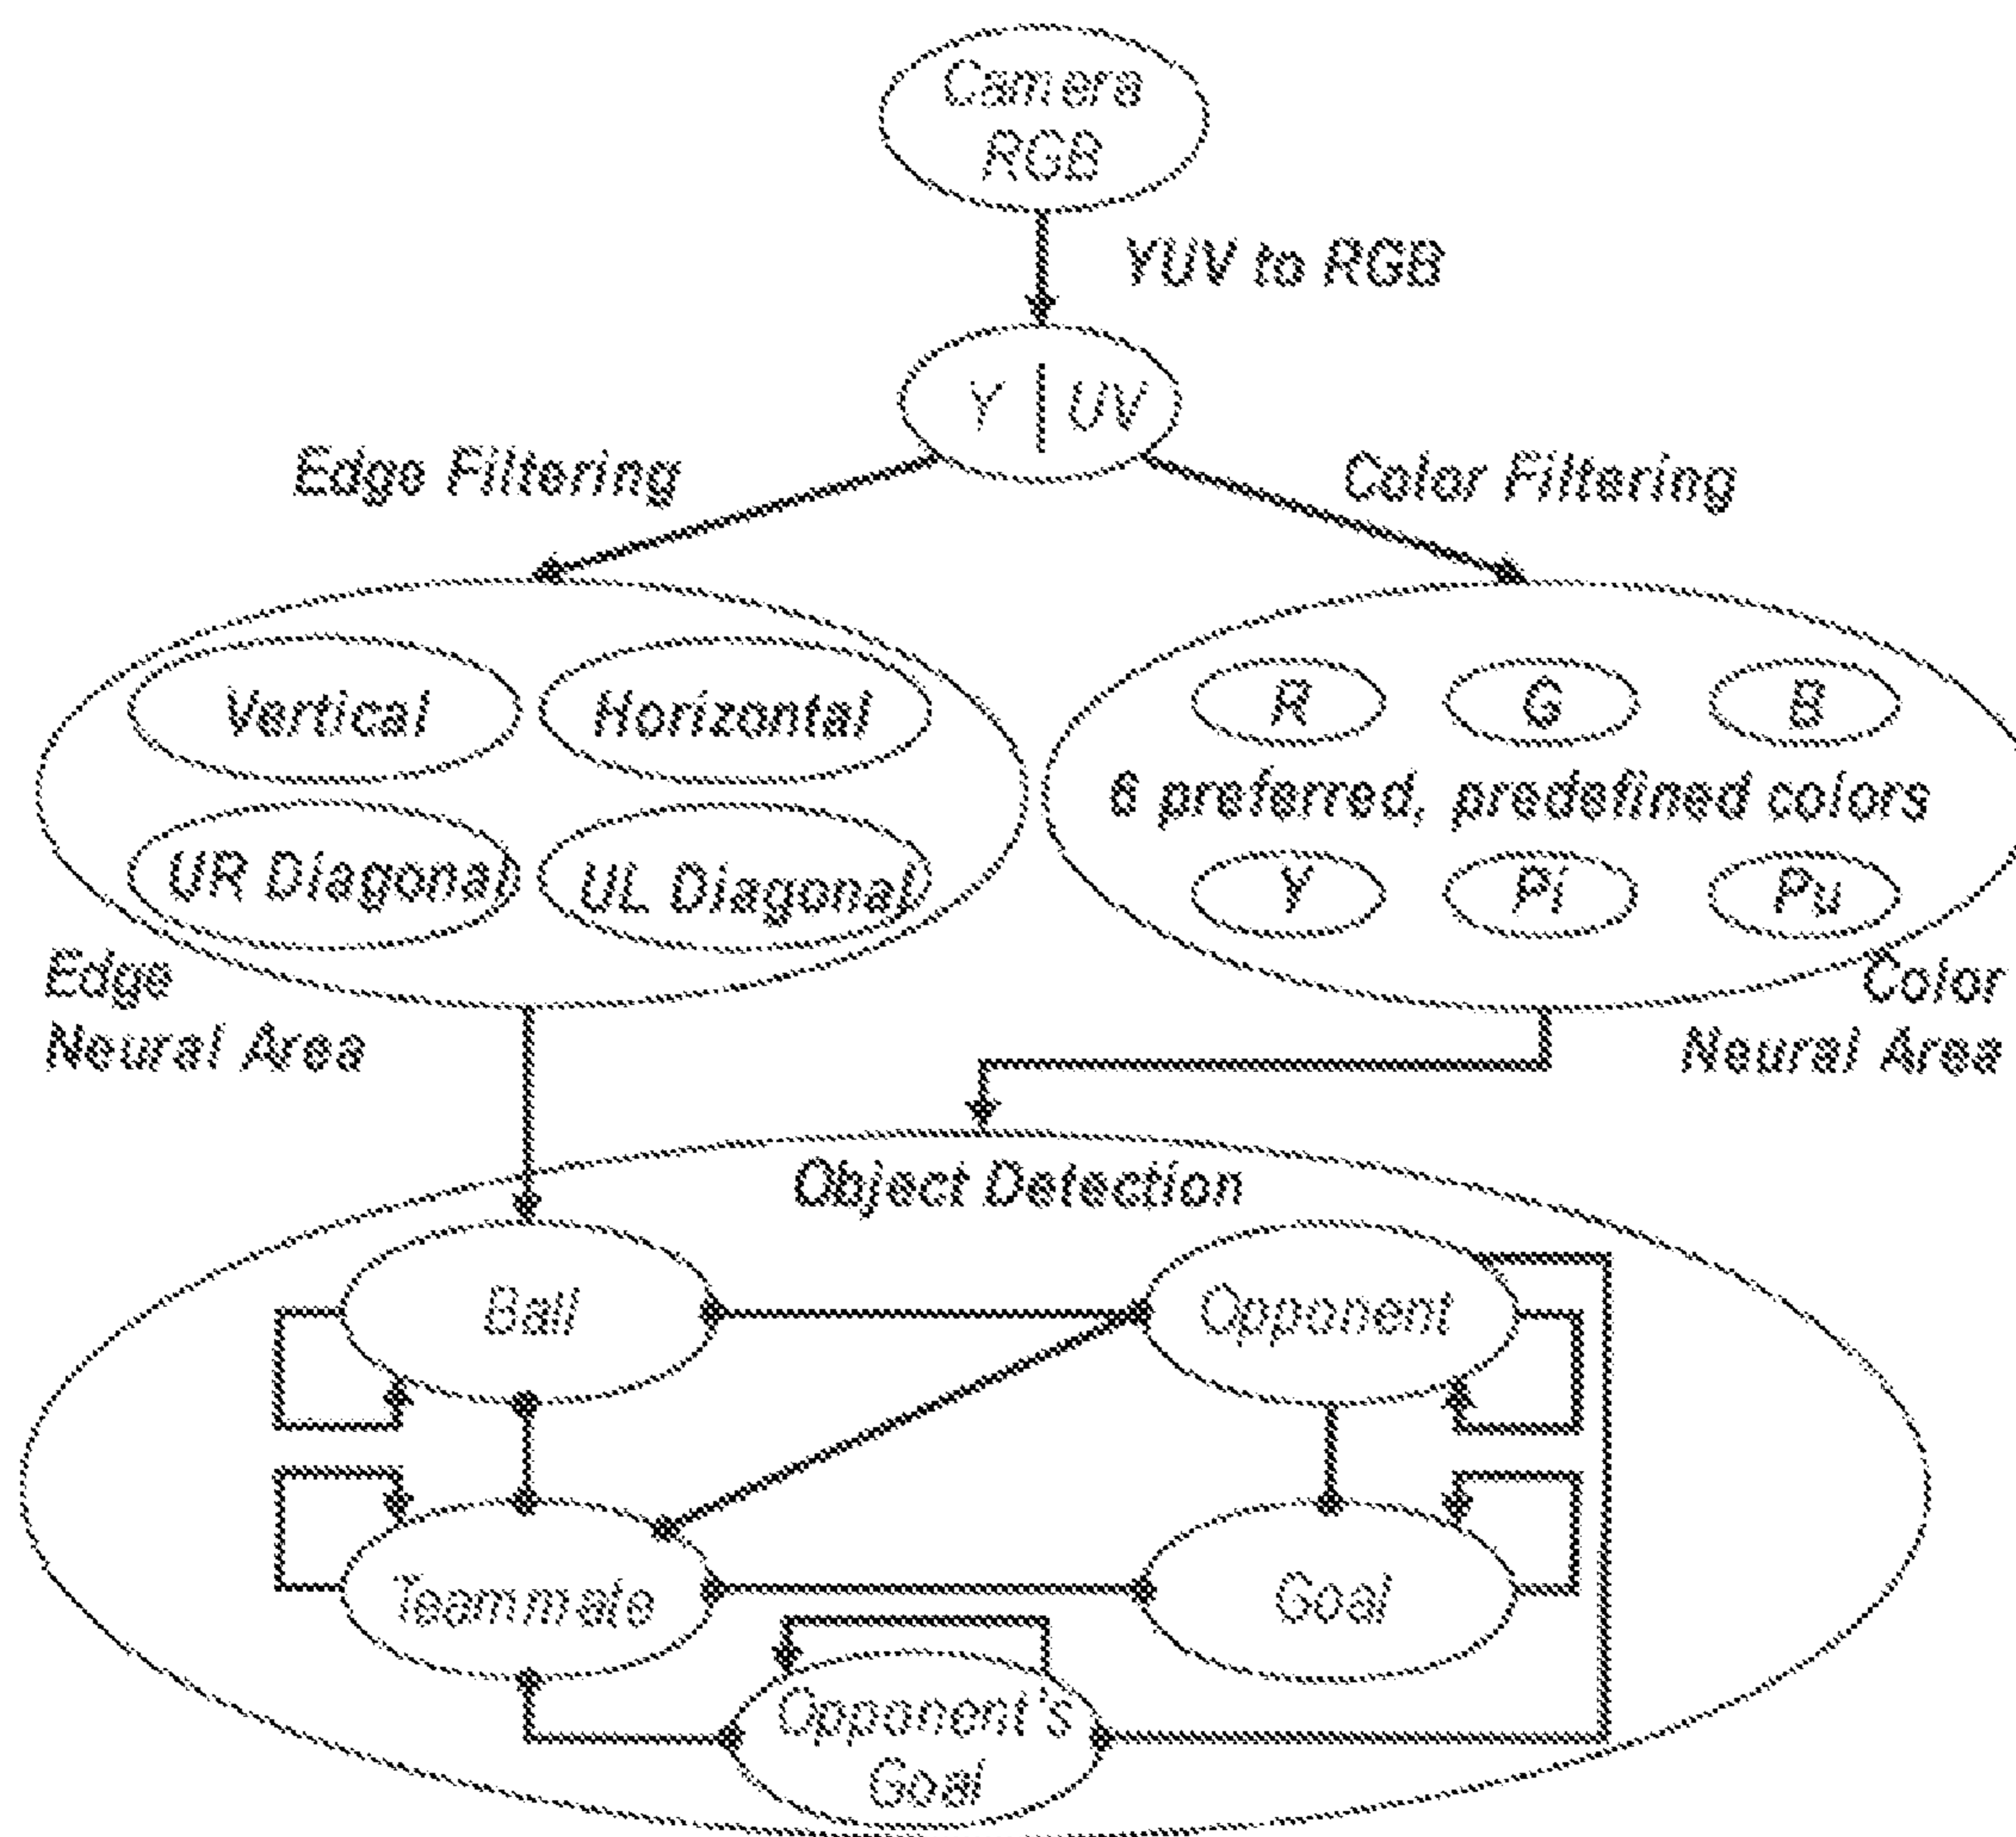 Camera
RGB
YUV to RGB
Y | UV
Edge Filtering
Color Filtering
Vertical
Horizontal
UR Diagonal
UL Diagonal
R
G
B
6 preferred, predefined colors
Y
Pi
Pu
Edge
Neural Area
Color
Neural Area
Object Detection
Ball
Opponent
Teammate
Goal
Opponent's
Goal